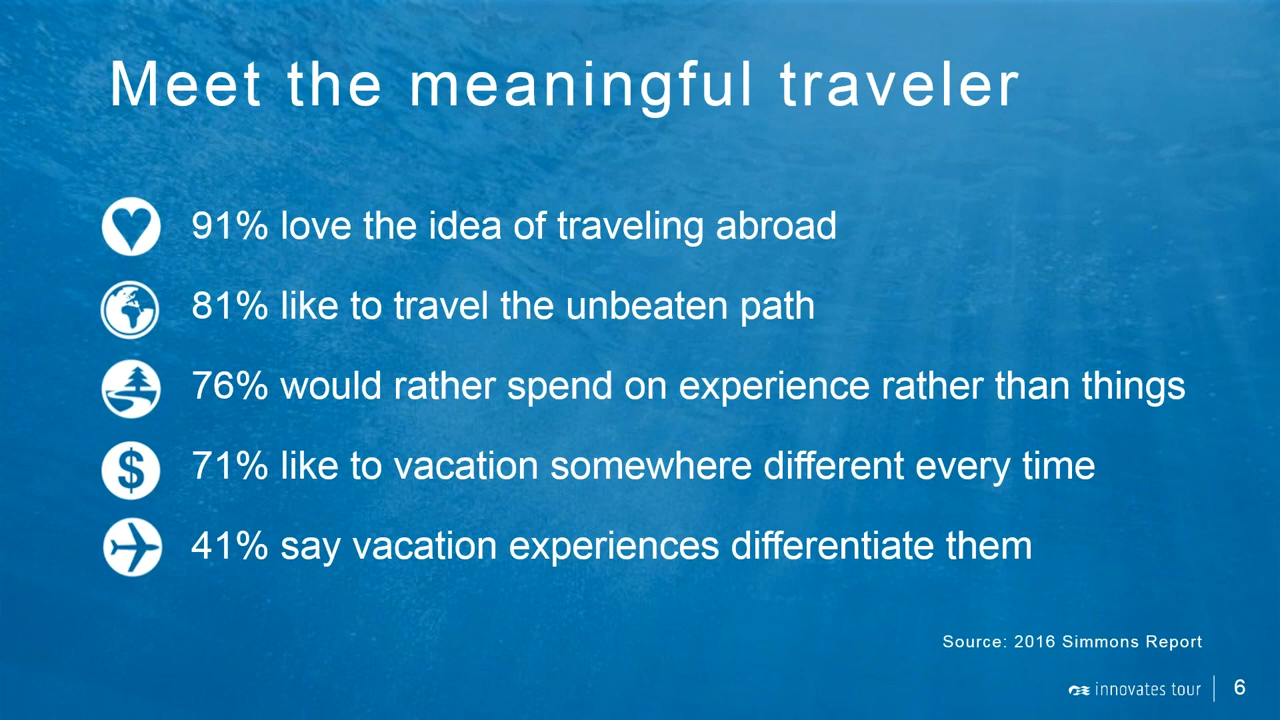 Meet the meaningful traveler
91% love the idea of traveling abroad
81% like to travel the unbeaten path
76% would rather spend on experience rather than things
71% like to vacation somewhere different every time
41% say vacation experiences differentiate them
Source: 2016 Simmons Report
innovates tour | 6